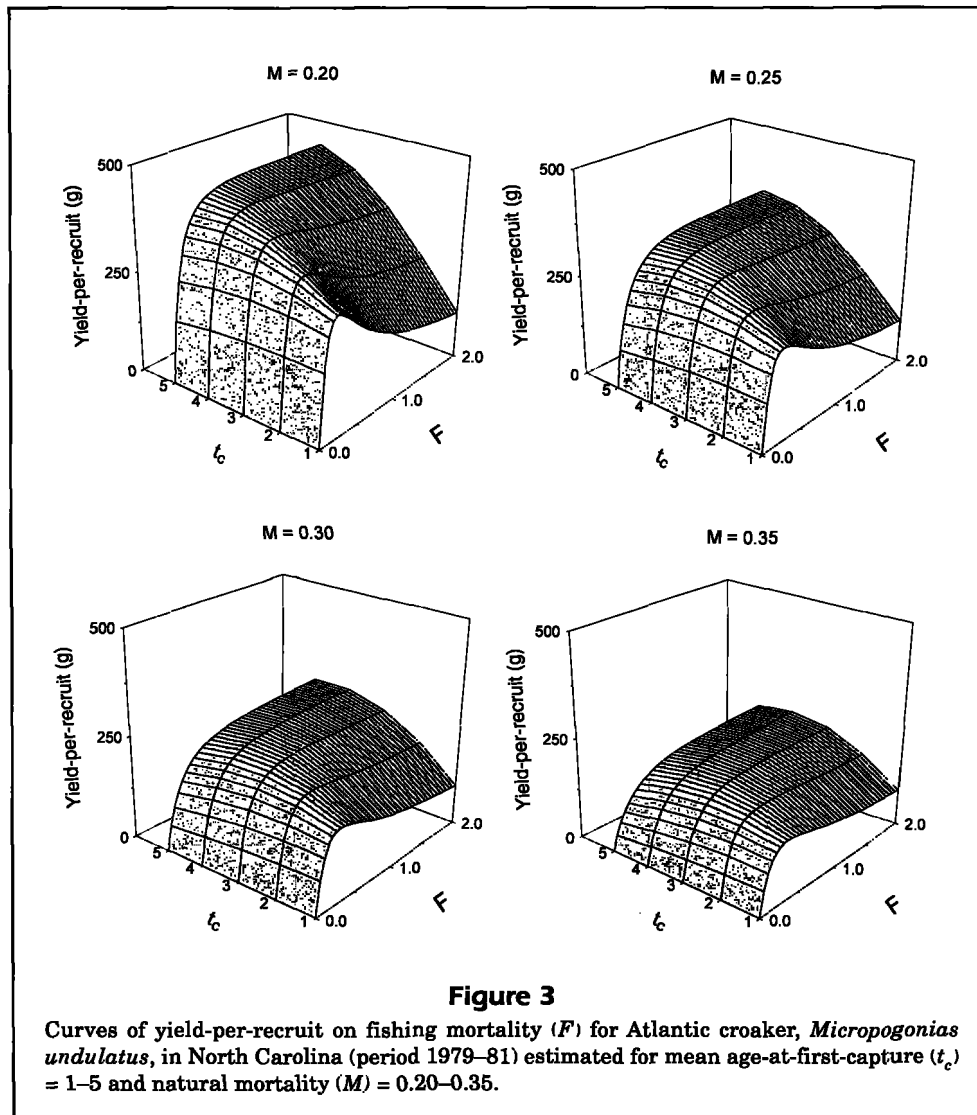 M = 0.20
M = 0.25
Yield-per-recruit (g)
500
250
0
5
4
3
2
1
t_c
0.0
1.0
2.0
F
Yield-per-recruit (g)
500
250
0
5
4
3
2
1
t_c
0.0
1.0
2.0
F
M = 0.30
M = 0.35
Yield-per-recruit (g)
500
250
0
5
4
3
2
1
t_c
0.0
1.0
2.0
F
Yield-per-recruit (g)
500
250
0
5
4
3
2
1
t_c
0.0
1.0
2.0
F
Figure 3
Curves of yield-per-recruit on fishing mortality (F) for Atlantic croaker, Micropogonias
undulatus, in North Carolina (period 1979–81) estimated for mean age-at-first-capture (t_c)
= 1–5 and natural mortality (M) = 0.20–0.35.